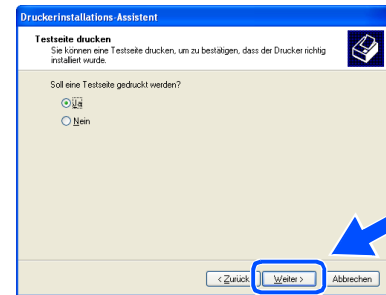 Druckerinstallations-Assistent
Testseite drucken
Sie können eine Testseite drucken, um zu bestätigen, dass der Drucker richtig
installiert wurde.
Soll eine Testseite gedruckt werden?
Ja
Nein
< Zurück Weiter > Abbrechen